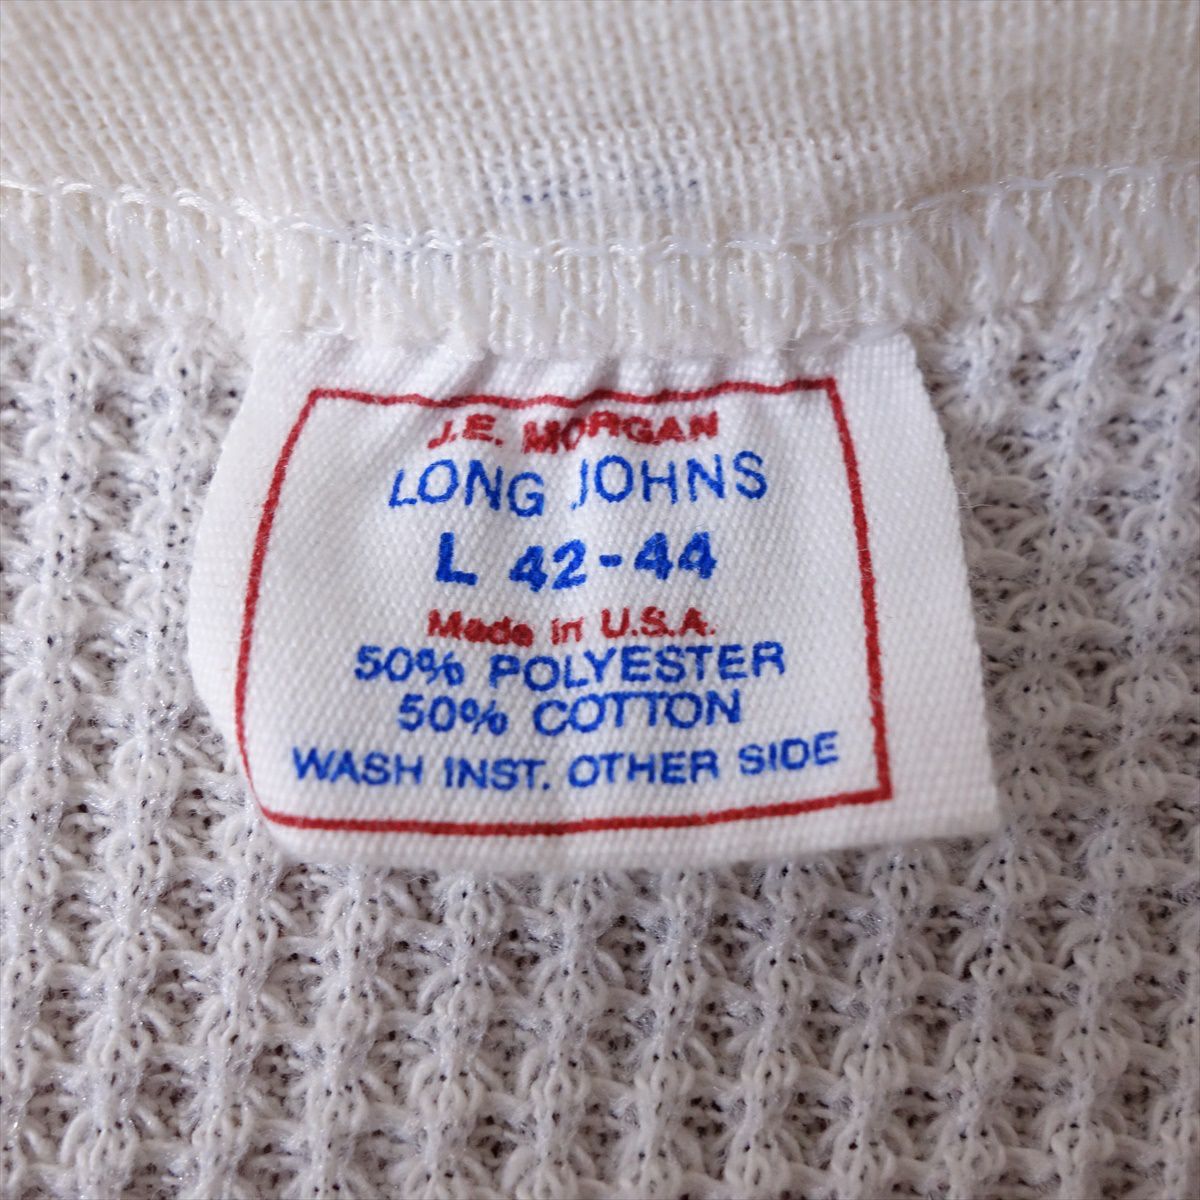 J.E. MORGAN
LONG JOHNS
L 42-44
Made in U.S.A.
50% POLYESTER
50% COTTON
WASH INST. OTHER SIDE